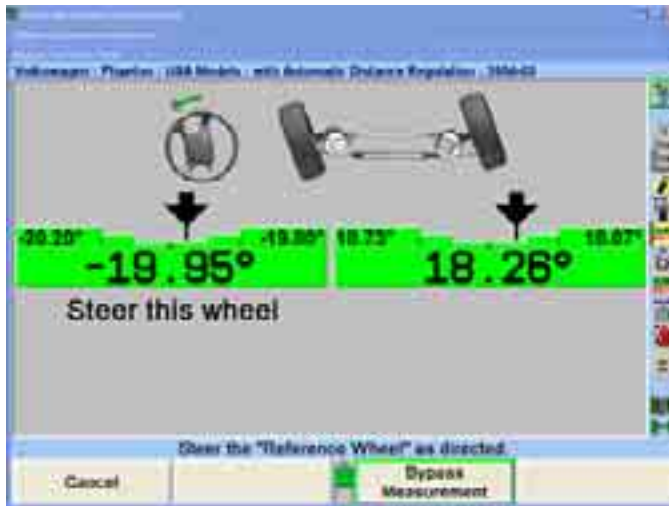 Volkswagen : Phaeton : USA Models : with Automatic Distance Regulation : 2004-03
-20.20° -19.80° 18.73° 18.07°
-19.95° 18.26°
Steer this wheel
Steer the "Reference Wheel" as directed.
Cancel
Bypass
Measurement